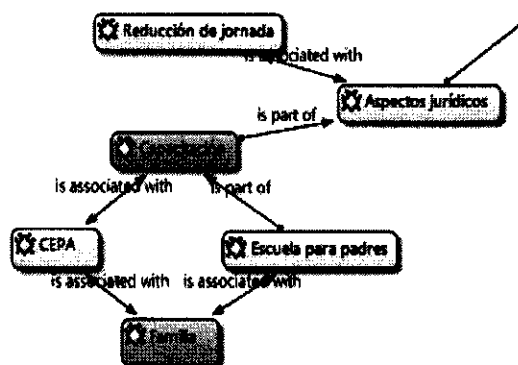 Reducción de jornada
is associated with
Aspectos jurídicos
is part of
is associated with
is part of
CEPA
Escuela para padres
is associated with
is associated with
Familia